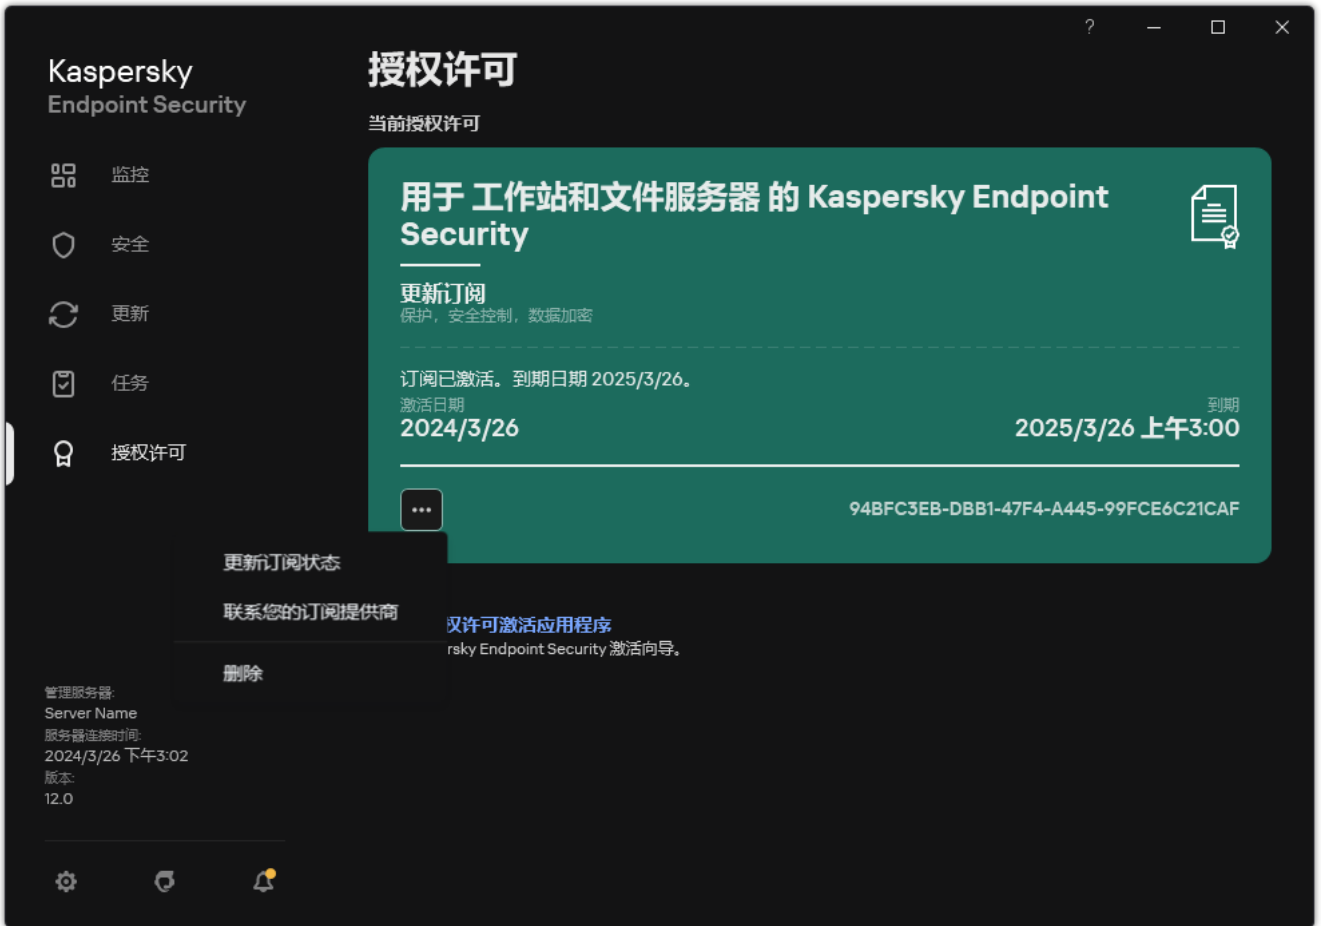 ?
Kaspersky
Endpoint Security
监控
安全
更新
任务
授权许可
授权许可
当前授权许可
用于 工作站和文件服务器 的 Kaspersky Endpoint
Security
更新订阅
保护，安全控制，数据加密
订阅已激活。到期日期 2025/3/26。
激活日期
到期
2024/3/26
2025/3/26 上午3:00
94BFC3EB-DBB1-47F4-A445-99FCE6C21CAF
更新订阅状态
联系您的订阅提供商
删除
权许可激活应用程序
rsky Endpoint Security 激活向导。
管理服务器:
Server Name
服务器连接时间:
2024/3/26 下午3:02
版本:
12.0